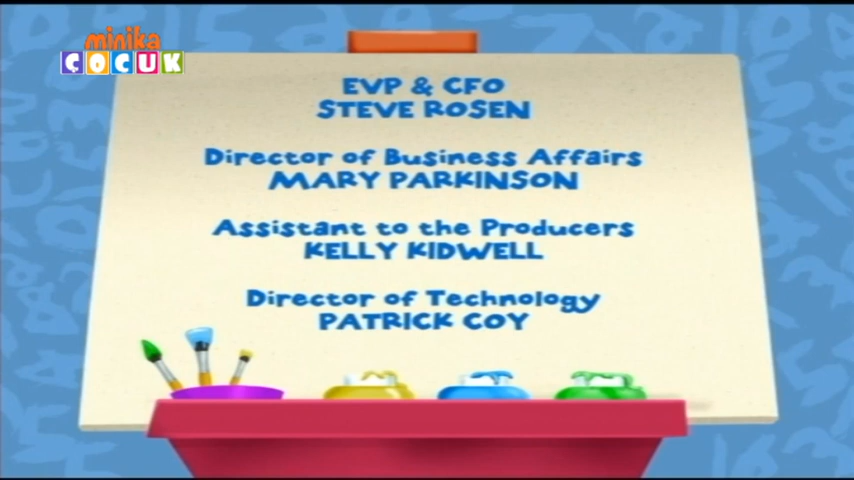 minika
ÇOCUK
EVP & CFO
STEVE ROSEN
Director of Business Affairs
MARY PARKINSON
Assistant to the Producers
KELLY KIDWELL
Director of Technology
PATRICK COY